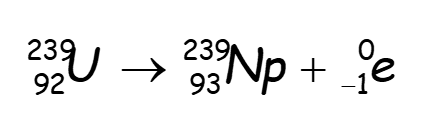 ²³⁹₉₂U → ²³⁹₉₃Np + ⁰₋₁e